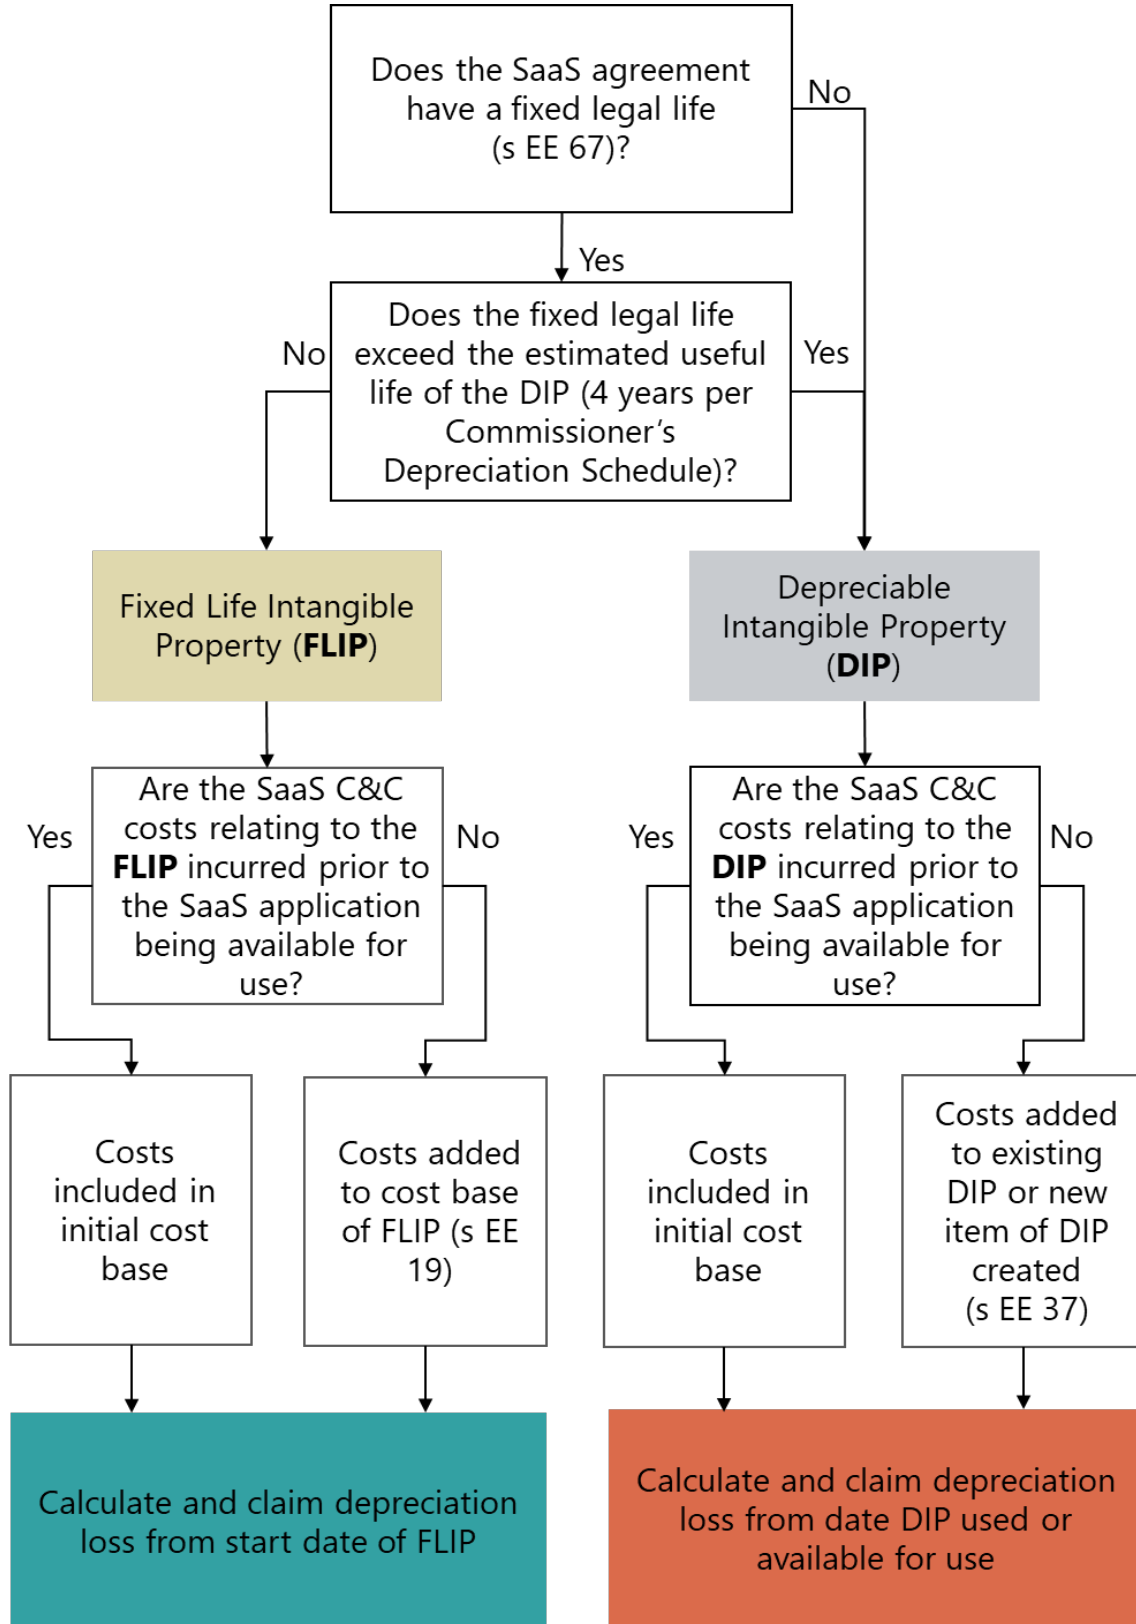 Does the SaaS agreement
have a fixed legal life
(s EE 67)?
No
Yes
Does the fixed legal life
exceed the estimated useful
life of the DIP (4 years per
Commissioner’s
Depreciation Schedule)?
No
Yes
Fixed Life Intangible
Property (FLIP)
Depreciable
Intangible Property
(DIP)
Are the SaaS C&C
costs relating to the
FLIP incurred prior to
the SaaS application
being available for
use?
Yes
No
Are the SaaS C&C
costs relating to the
DIP incurred prior to
the SaaS application
being available for
use?
Yes
No
Costs
included in
initial cost
base
Costs added
to cost base
of FLIP (s EE
19)
Costs
included in
initial cost
base
Costs added
to existing
DIP or new
item of DIP
created
(s EE 37)
Calculate and claim depreciation
loss from start date of FLIP
Calculate and claim depreciation
loss from date DIP used or
available for use